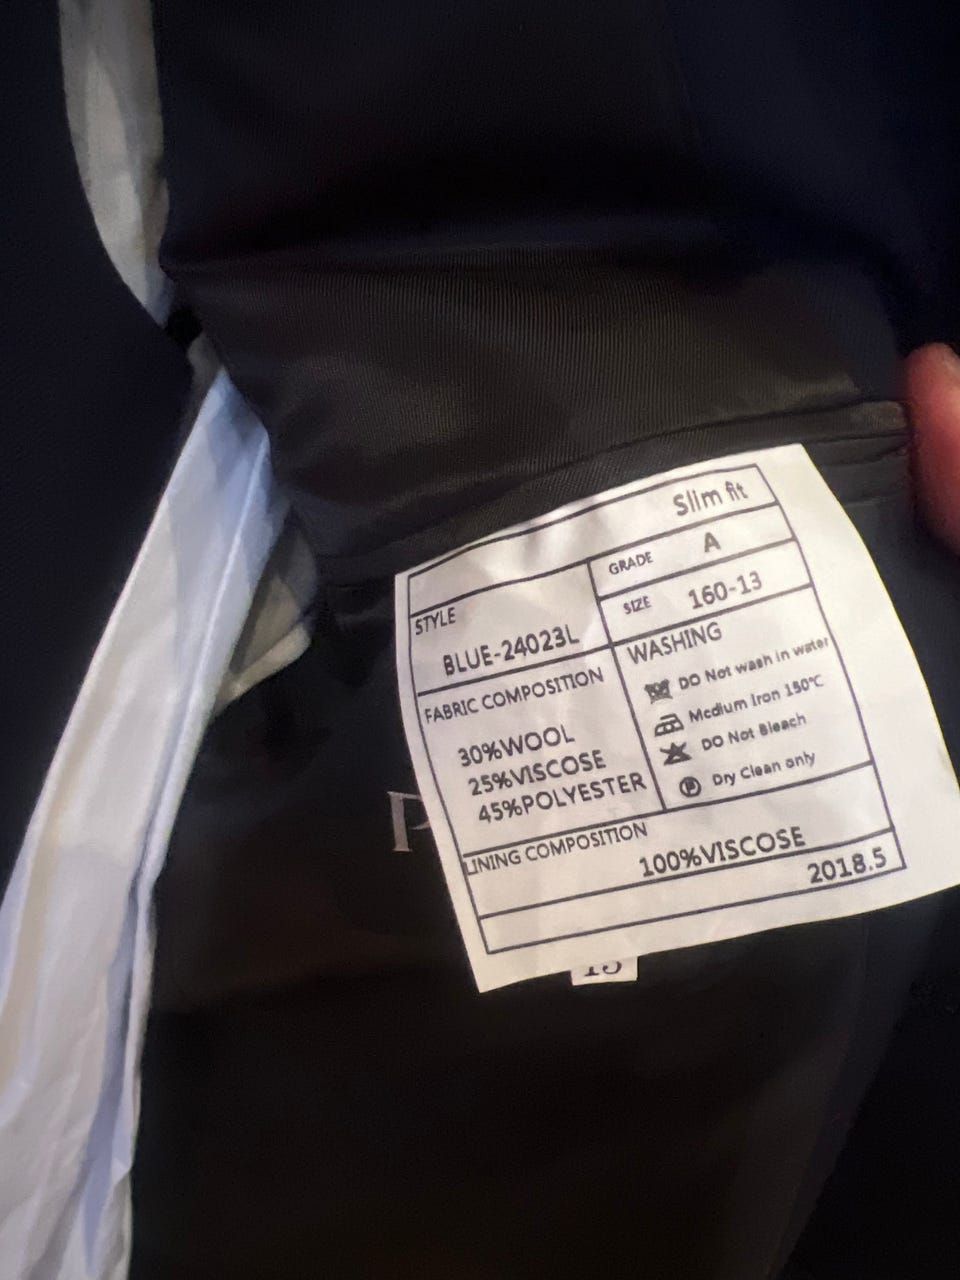 Slim fit
STYLE
BLUE-24023L
GRADE A
SIZE 160-13
FABRIC COMPOSITION
30%WOOL
25%VISCOSE
45%POLYESTER
WASHING
DO Not wash in water
Medium Iron 150℃
DO Not Bleach
P Dry Clean only
LINING COMPOSITION
100%VISCOSE
2018.5
P